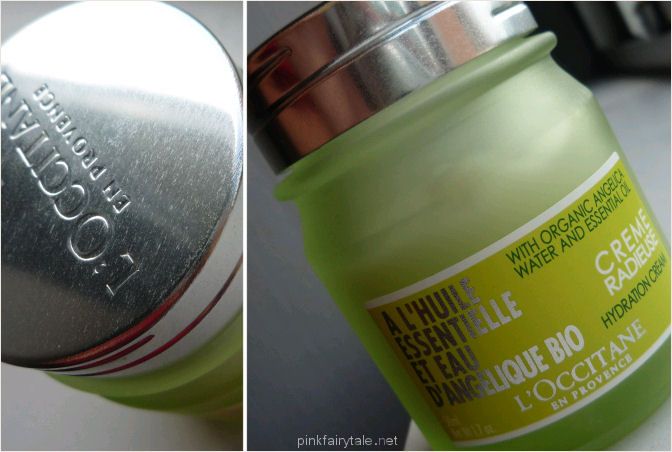 L'OCCITANE
EN PROVENCE
WITH ORGANIC ANGELICA
WATER AND ESSENTIAL OIL
CREME
RADIEUSE
HYDRATION CREAM
A L'HUILE
ESSENTIELLE
ET EAU
D'ANGELIQUE BIO
L'OCCITANE
EN PROVENCE
pinkfairytale.net